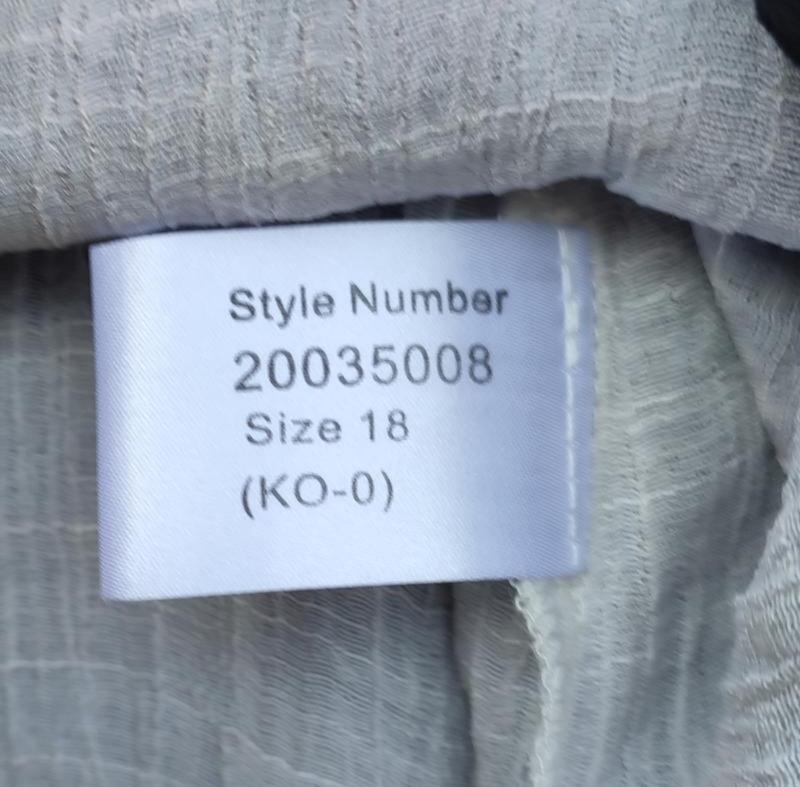 Style Number
20035008
Size 18
(KO-0)